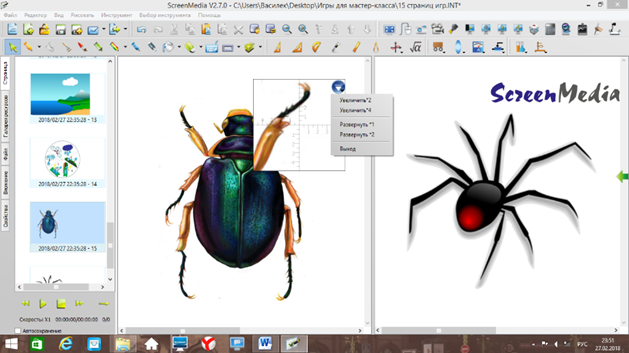 ScreenMedia V2.7.0 - C:\Users\Василек\Desktop\Игры для мастер-класса\15 страниц игр.INT*
Файл Редактор Вид Рисовать Инструмент Выбор инструмента Помощь
Страница
Галерея ресурсов
Файл
Вложение
Свойства
2018/02/27 22:35:28 - 13
2018/02/27 22:35:28 - 14
2018/02/27 22:35:28 - 15
Увеличить*2
Увеличить*4
Развернуть *1
Развернуть *2
Выход
ScreenMedia
Скорость: X1 00:00:00/00:00:00 0/0
Автосохранение
РУС
23:51
27.02.2018